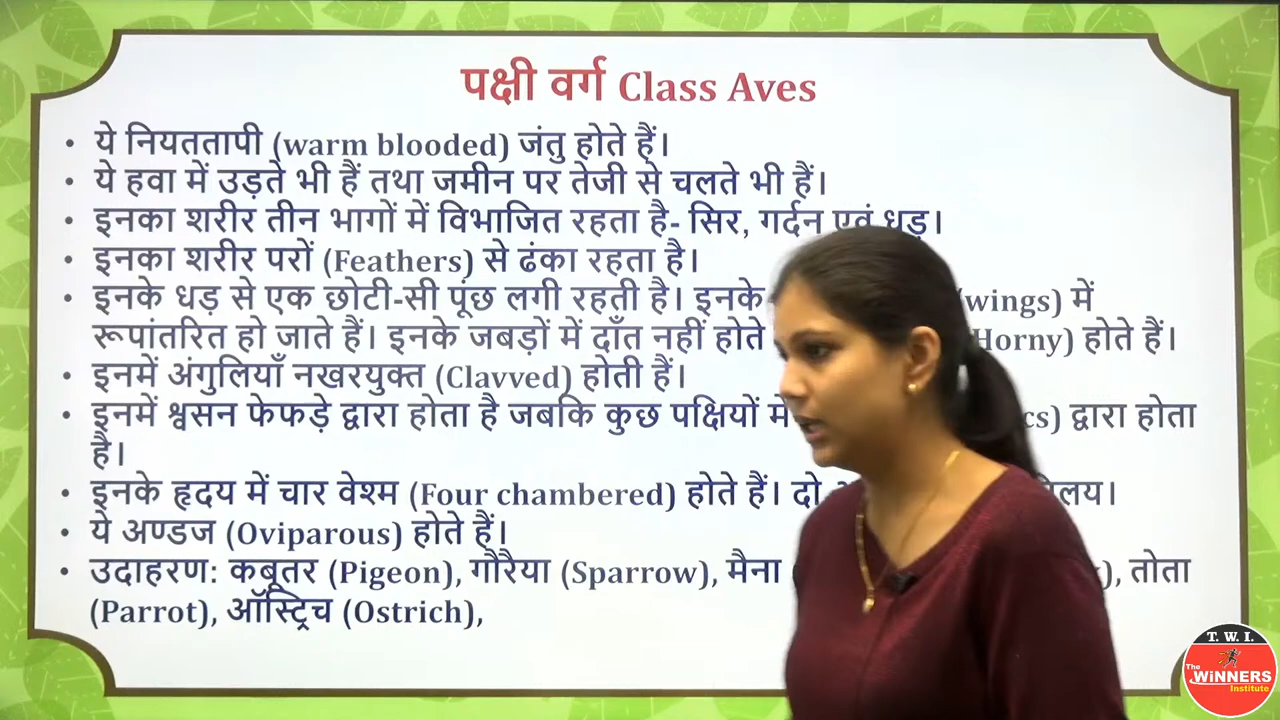 पक्षी वर्ग Class Aves
• ये नियततापी (warm blooded) जंतु होते हैं।
• ये हवा में उड़ते भी हैं तथा जमीन पर तेजी से चलते भी हैं।
• इनका शरीर तीन भागों में विभाजित रहता है- सिर, गर्दन एवं धड़।
• इनका शरीर परों (Feathers) से ढंका रहता है।
• इनके धड़ से एक छोटी-सी पूंछ लगी रहती है। इनके (wings) में
रूपांतरित हो जाते हैं। इनके जबड़ों में दाँत नहीं होते Horny) होते हैं।
• इनमें अंगुलियाँ नखरयुक्त (Clavved) होती हैं।
• इनमें श्वसन फेफड़े द्वारा होता है जबकि कुछ पक्षियों में द्वारा होता
है।
• इनके हृदय में चार वेश्म (Four chambered) होते हैं। दो
• ये अण्डज (Oviparous) होते हैं।
• उदाहरण: कबूतर (Pigeon), गौरैया (Sparrow), मैना तोता
(Parrot), ऑस्ट्रिच (Ostrich),
T. W. I.
The
WiNNERS
Institute